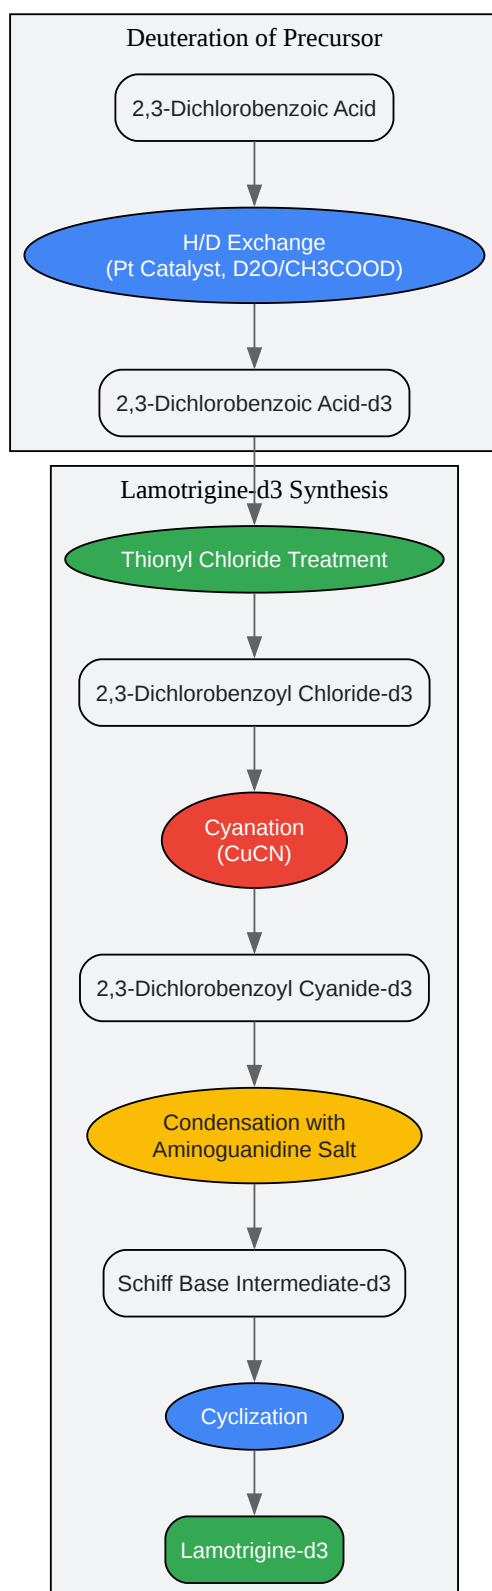 Deuteration of Precursor
2,3-Dichlorobenzoic Acid
H/D Exchange
(Pt Catalyst, D2O/CH3COOD)
2,3-Dichlorobenzoic Acid-d3
Lamotrigine-d3 Synthesis
Thionyl Chloride Treatment
2,3-Dichlorobenzoyl Chloride-d3
Cyanation
(CuCN)
2,3-Dichlorobenzoyl Cyanide-d3
Condensation with
Aminoguanidine Salt
Schiff Base Intermediate-d3
Cyclization
Lamotrigine-d3